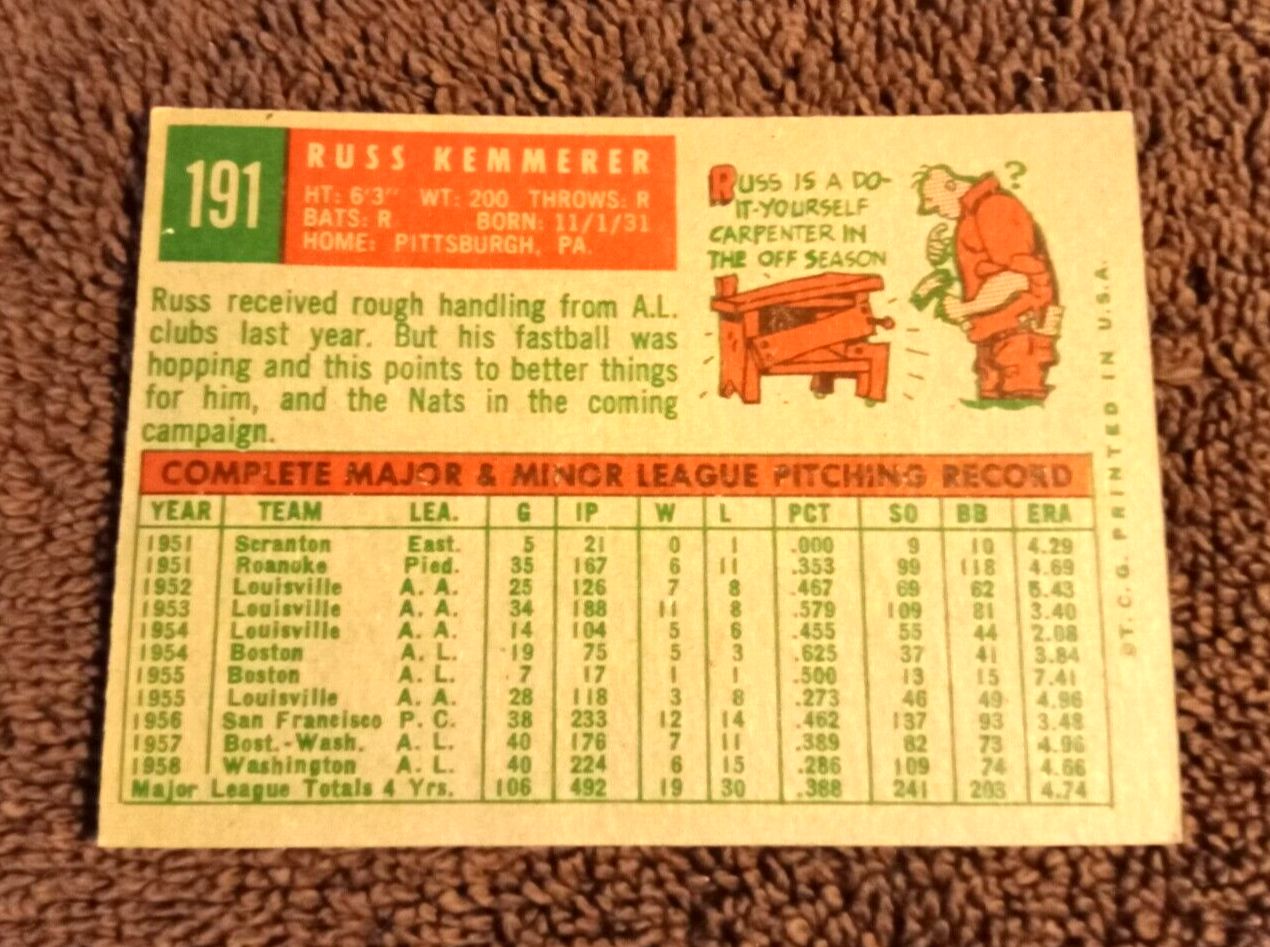 191
RUSS KEMMERER
HT: 6'3" WT: 200 THROWS: R
BATS: R BORN: 11/1/31
HOME: PITTSBURGH, PA.
RUSS IS A DO-
IT-YOURSELF
CARPENTER IN
THE OFF SEASON
?
Russ received rough handling from A.L.
clubs last year. But his fastball was
hopping and this points to better things
for him, and the Nats in the coming
campaign.
COMPLETE MAJOR & MINOR LEAGUE PITCHING RECORD
YEAR TEAM LEA. G IP W L PCT SO BB ERA
1951 Scranton East. 5 21 0 1 .000 9 10 4.29
1951 Roanoke Pied. 35 167 6 11 .353 99 118 4.69
1952 Louisville A. A. 25 126 7 8 .467 69 62 5.43
1953 Louisville A. A. 34 188 11 8 .579 109 81 3.40
1954 Louisville A. A. 14 104 5 6 .455 55 44 2.08
1954 Boston A. L. 19 75 5 3 .625 37 41 3.84
1955 Boston A. L. 7 17 1 1 .500 13 15 7.41
1955 Louisville A. A. 28 118 3 8 .273 46 49 4.96
1956 San Francisco P. C. 38 233 12 14 .462 137 93 3.48
1957 Bost.-Wash. A. L. 40 176 7 11 .389 82 73 4.96
1958 Washington A. L. 40 224 6 15 .286 109 74 4.66
Major League Totals 4 Yrs. 106 492 19 30 .388 241 203 4.74
©T. C. G. PRINTED IN U.S.A.